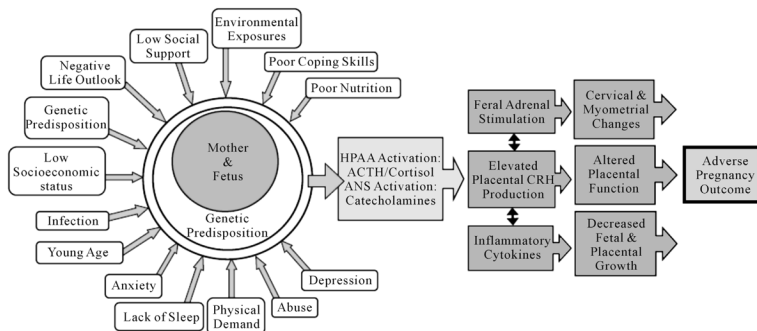 Environmental
Exposures
Low Social
Support
Poor Coping Skills
Negative
Life Outlook
Poor Nutrition
Genetic
Predisposition
Low
Socioeconomic
status
Infection
Young Age
Anxiety
Lack of Sleep
Physical
Demand
Abuse
Depression
Mother
&
Fetus
Genetic
Predisposition
HPAA Activation:
ACTH/Cortisol
ANS Activation:
Catecholamines
Feral Adrenal
Stimulation
Elevated
Placental CRH
Production
Inflammatory
Cytokines
Cervical &
Myometrial
Changes
Altered
Placental
Function
Decreased
Fetal &
Placental
Growth
Adverse
Pregnancy
Outcome